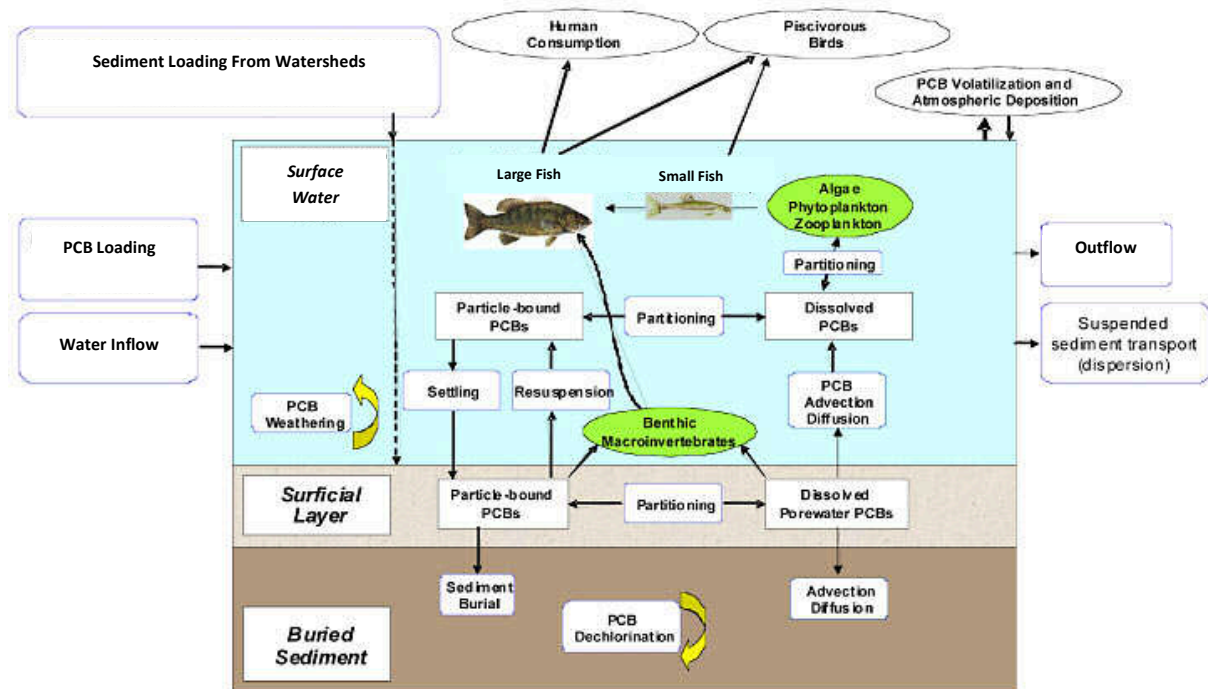 Human
Consumption
Piscivorous
Birds
Sediment Loading From Watersheds
PCB Volatilization and
Atmospheric Deposition
Surface
Water
Large Fish
Small Fish
Algae
Phytoplankton
Zooplankton
PCB Loading
Outflow
Partitioning
Particle-bound
PCBs
Partitioning
Dissolved
PCBs
Water Inflow
Suspended
sediment transport
(dispersion)
Settling
Resuspension
PCB
Advection
Diffusion
PCB
Weathering
Benthic
Macroinvertebrates
Surficial
Layer
Particle-bound
PCBs
Partitioning
Dissolved
Porewater PCBs
Sediment
Burial
Advection
Diffusion
PCB
Dechlorination
Buried
Sediment